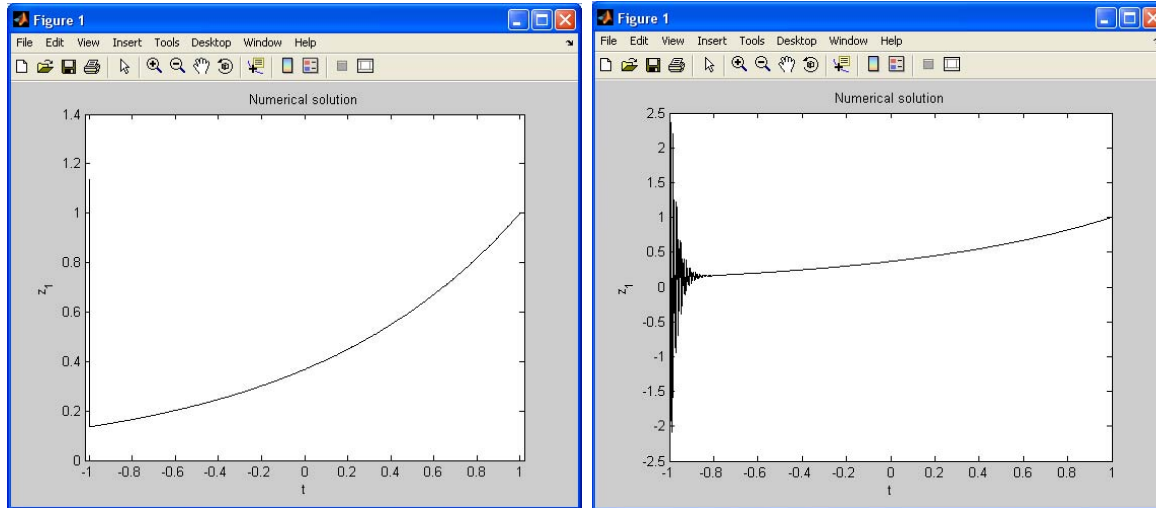 Figure 1
File Edit View Insert Tools Desktop Window Help
Numerical solution
1.4
1.2
1
0.8
0.6
0.4
0.2
0
z1
-1 -0.8 -0.6 -0.4 -0.2 0 0.2 0.4 0.6 0.8 1
t
Figure 1
File Edit View Insert Tools Desktop Window Help
Numerical solution
2.5
2
1.5
1
0.5
0
-0.5
-1
-1.5
-2
-2.5
z1
-1 -0.8 -0.6 -0.4 -0.2 0 0.2 0.4 0.6 0.8 1
t